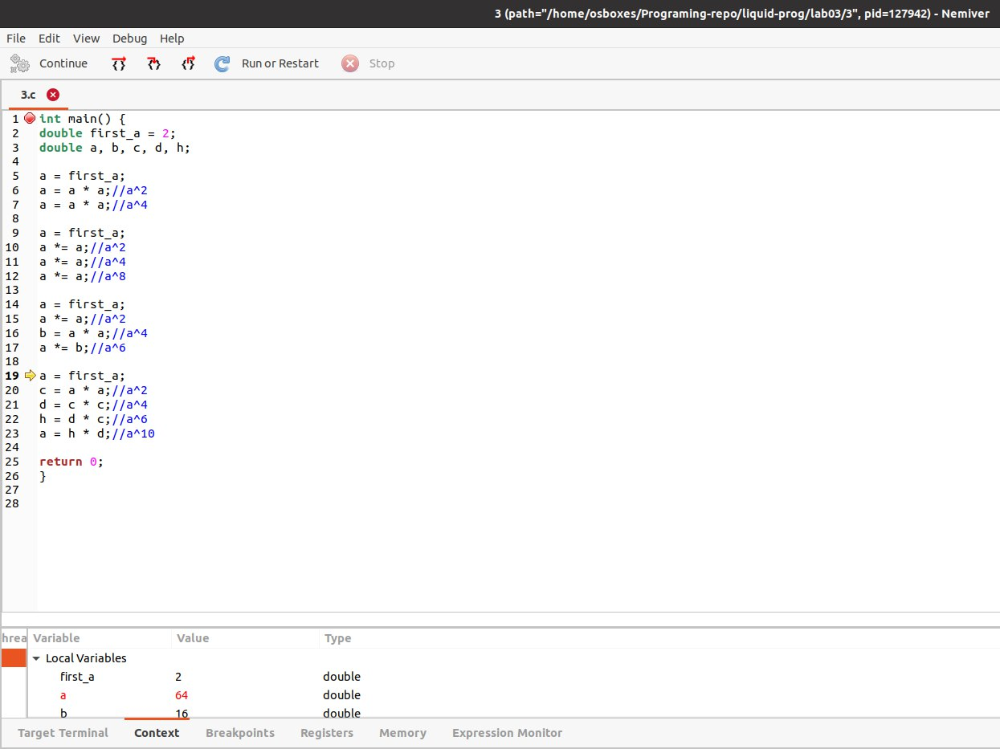 3 (path="/home/osboxes/Programing-repo/liquid-prog/lab03/3", pid=127942) - Nemiver
File Edit View Debug Help
Continue Run or Restart Stop
3.c
1 int main() {
2 double first_a = 2;
3 double a, b, c, d, h;
4
5 a = first_a;
6 a = a * a;//a^2
7 a = a * a;//a^4
8
9 a = first_a;
10 a *= a;//a^2
11 a *= a;//a^4
12 a *= a;//a^8
13
14 a = first_a;
15 a *= a;//a^2
16 b = a * a;//a^4
17 a *= b;//a^6
18
19 a = first_a;
20 c = a * a;//a^2
21 d = c * c;//a^4
22 h = d * c;//a^6
23 a = h * d;//a^10
24
25 return 0;
26 }
27
28
hrea Variable Value Type
Local Variables
first_a 2 double
a 64 double
b 16 double
Target Terminal Context Breakpoints Registers Memory Expression Monitor